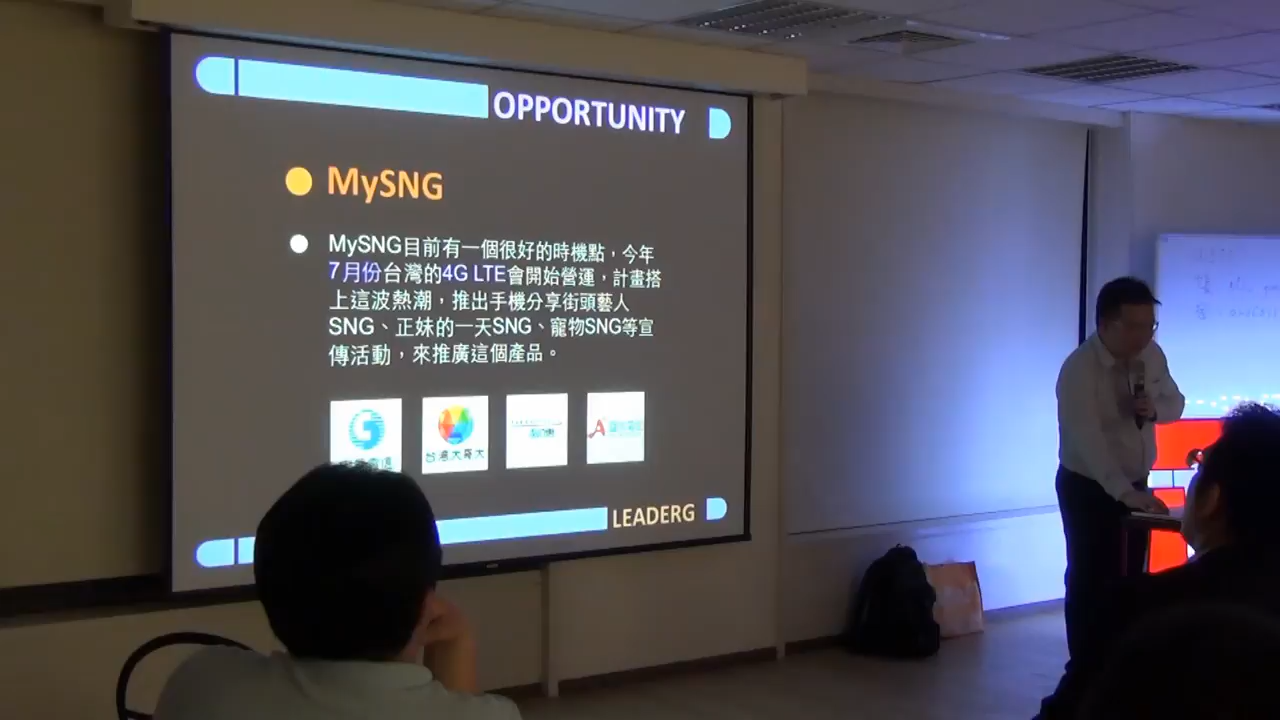 OPPORTUNITY
MySNG
MySNG目前有一個很好的時機點，今年
7月份台灣的4G LTE會開始營運，計畫搭
上這波熱潮，推出手機分享街頭藝人
SNG、正妹的一天SNG、寵物SNG等宣
傳活動，來推廣這個產品。
台灣大哥大
LEADERG